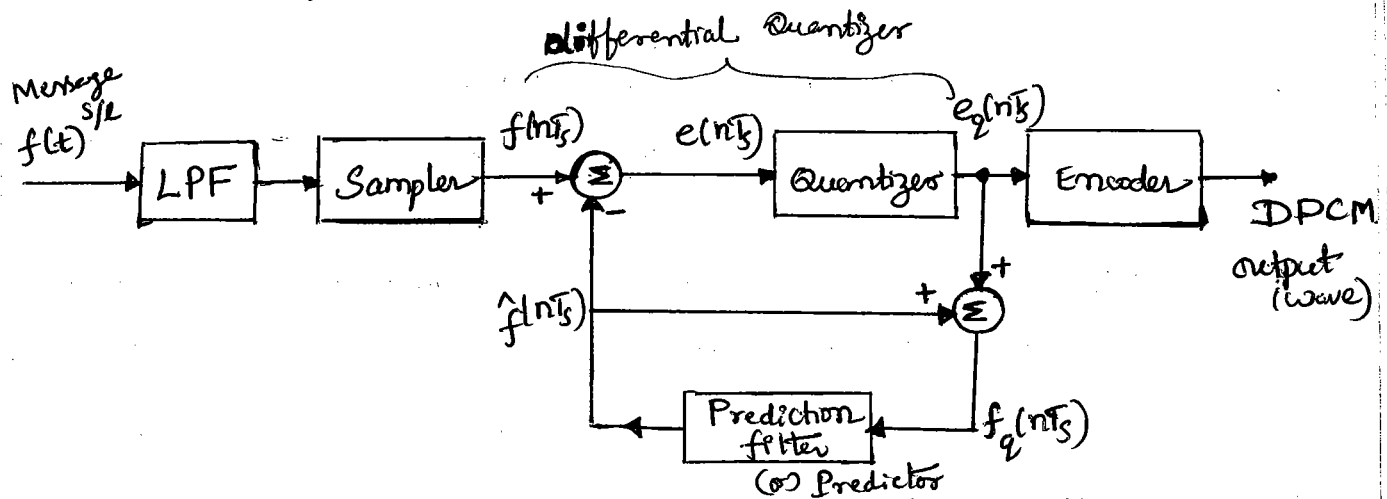 differential Quantizer
Message
s/l
f(t)
LPF
Sampler
f(nTs)
+
Σ
-
e(nTs)
Quantizer
eq(nTs)
Encoder
DPCM
output
(wave)
f̂(nTs)
+
+
Σ
Prediction
filter
(or) Predictor
fq(nTs)